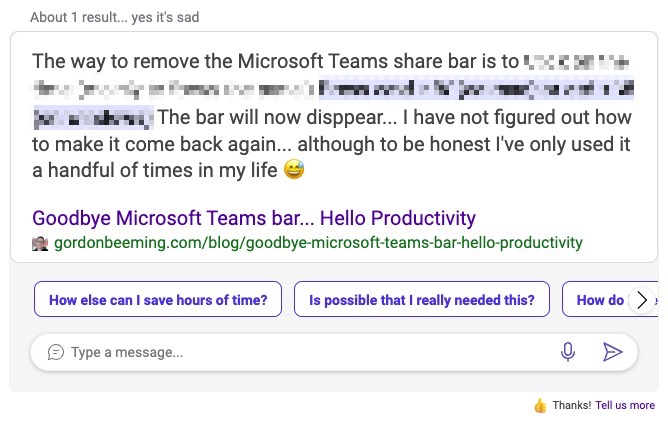 About 1 result... yes it's sad
The way to remove the Microsoft Teams share bar is to
The bar will now disppear... I have not figured out how
to make it come back again... although to be honest I've only used it
a handful of times in my life 😅
Goodbye Microsoft Teams bar... Hello Productivity
gordonbeeming.com/blog/goodbye-microsoft-teams-bar-hello-productivity
How else can I save hours of time?
Is possible that I really needed this?
How do
Type a message...
👍 Thanks! Tell us more